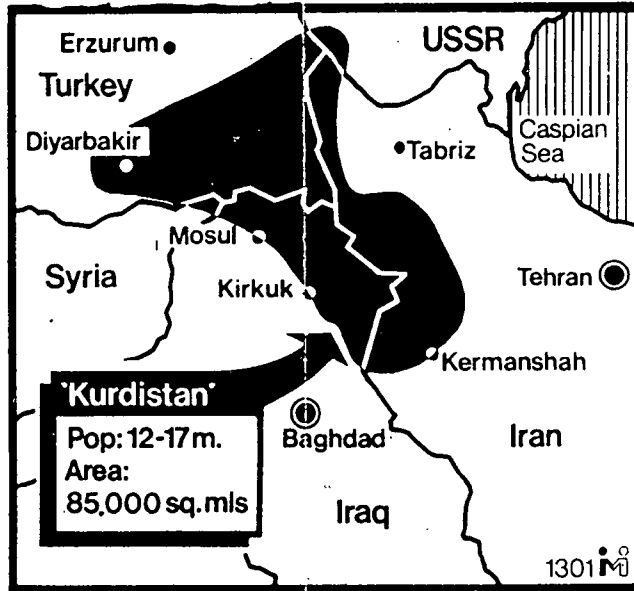 Erzurum
USSR
Turkey
Diyarbakir
Caspian
Sea
Tabriz
Mosul
Syria
Kirkuk
Tehran
Kermanshah
'Kurdistan'
Pop: 12-17m.
Area:
85,000 sq. mls
Baghdad
Iran
Iraq
1301